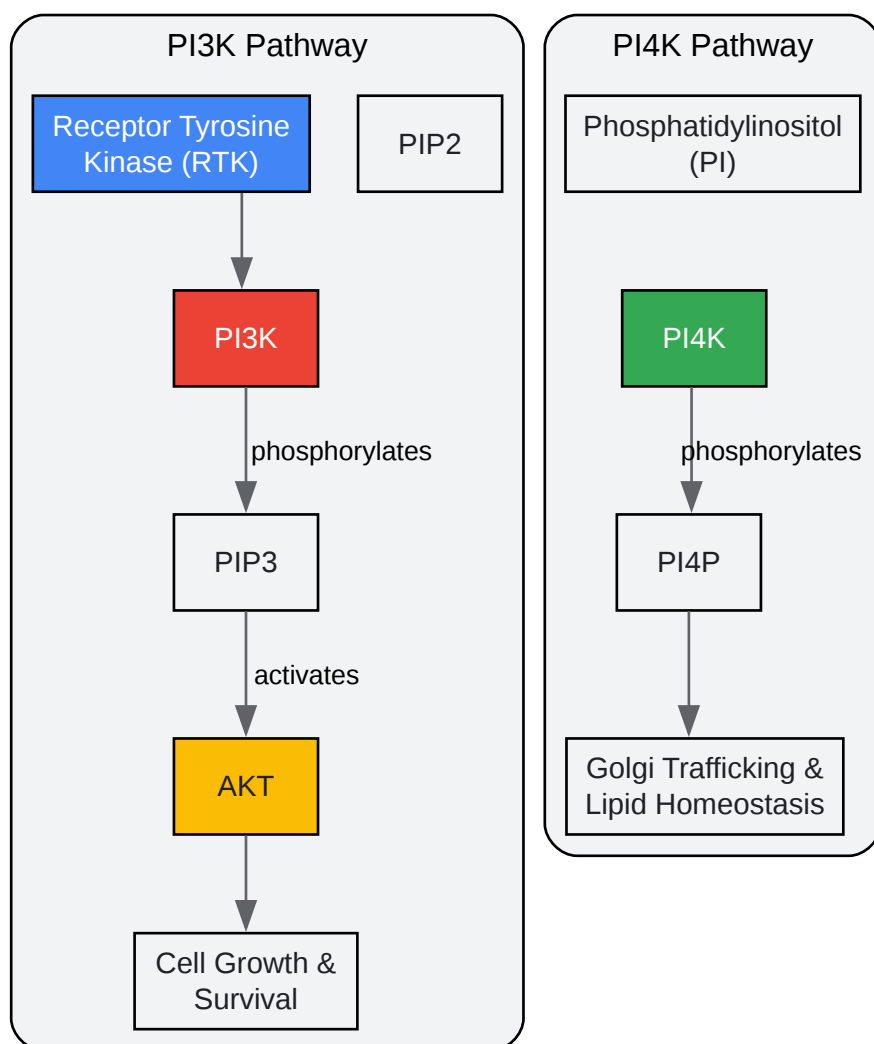 PI3K Pathway
Receptor Tyrosine
Kinase (RTK)
PIP2
PI3K
phosphorylates
PIP3
activates
AKT
Cell Growth &
Survival
PI4K Pathway
Phosphatidylinositol
(PI)
PI4K
phosphorylates
PI4P
Golgi Trafficking &
Lipid Homeostasis